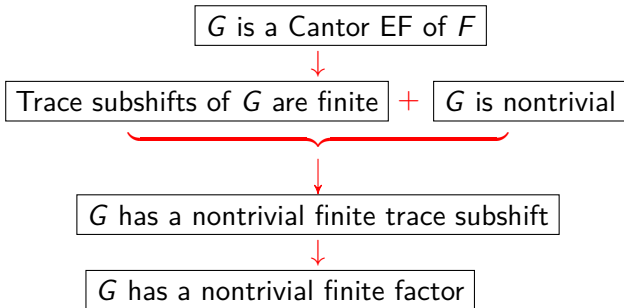 G is a Cantor EF of F
Trace subshifts of G are finite + G is nontrivial
G has a nontrivial finite trace subshift
G has a nontrivial finite factor